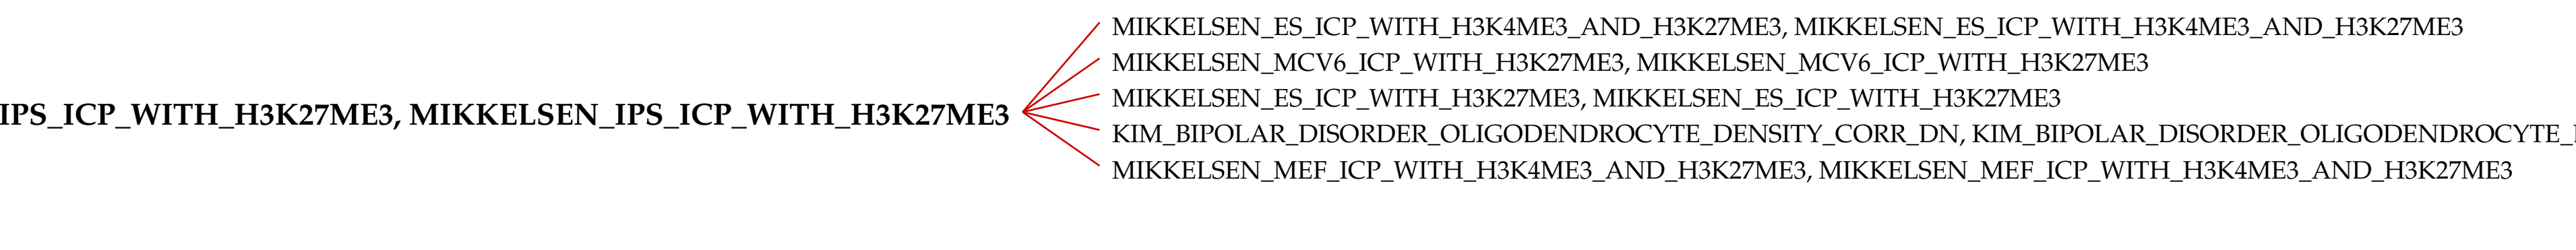 MIKKELSEN_ES_ICP_WITH_H3K4ME3_AND_H3K27ME3, MIKKELSEN_ES_ICP_WITH_H3K4ME3_AND_H3K27ME3
MIKKELSEN_MCV6_ICP_WITH_H3K27ME3, MIKKELSEN_MCV6_ICP_WITH_H3K27ME3
MIKKELSEN_ES_ICP_WITH_H3K27ME3, MIKKELSEN_ES_ICP_WITH_H3K27ME3
IPS_ICP_WITH_H3K27ME3, MIKKELSEN_IPS_ICP_WITH_H3K27ME3
KIM_BIPOLAR_DISORDER_OLIGODENDROCYTE_DENSITY_CORR_DN, KIM_BIPOLAR_DISORDER_OLIGODENDROCYTE_
MIKKELSEN_MEF_ICP_WITH_H3K4ME3_AND_H3K27ME3, MIKKELSEN_MEF_ICP_WITH_H3K4ME3_AND_H3K27ME3